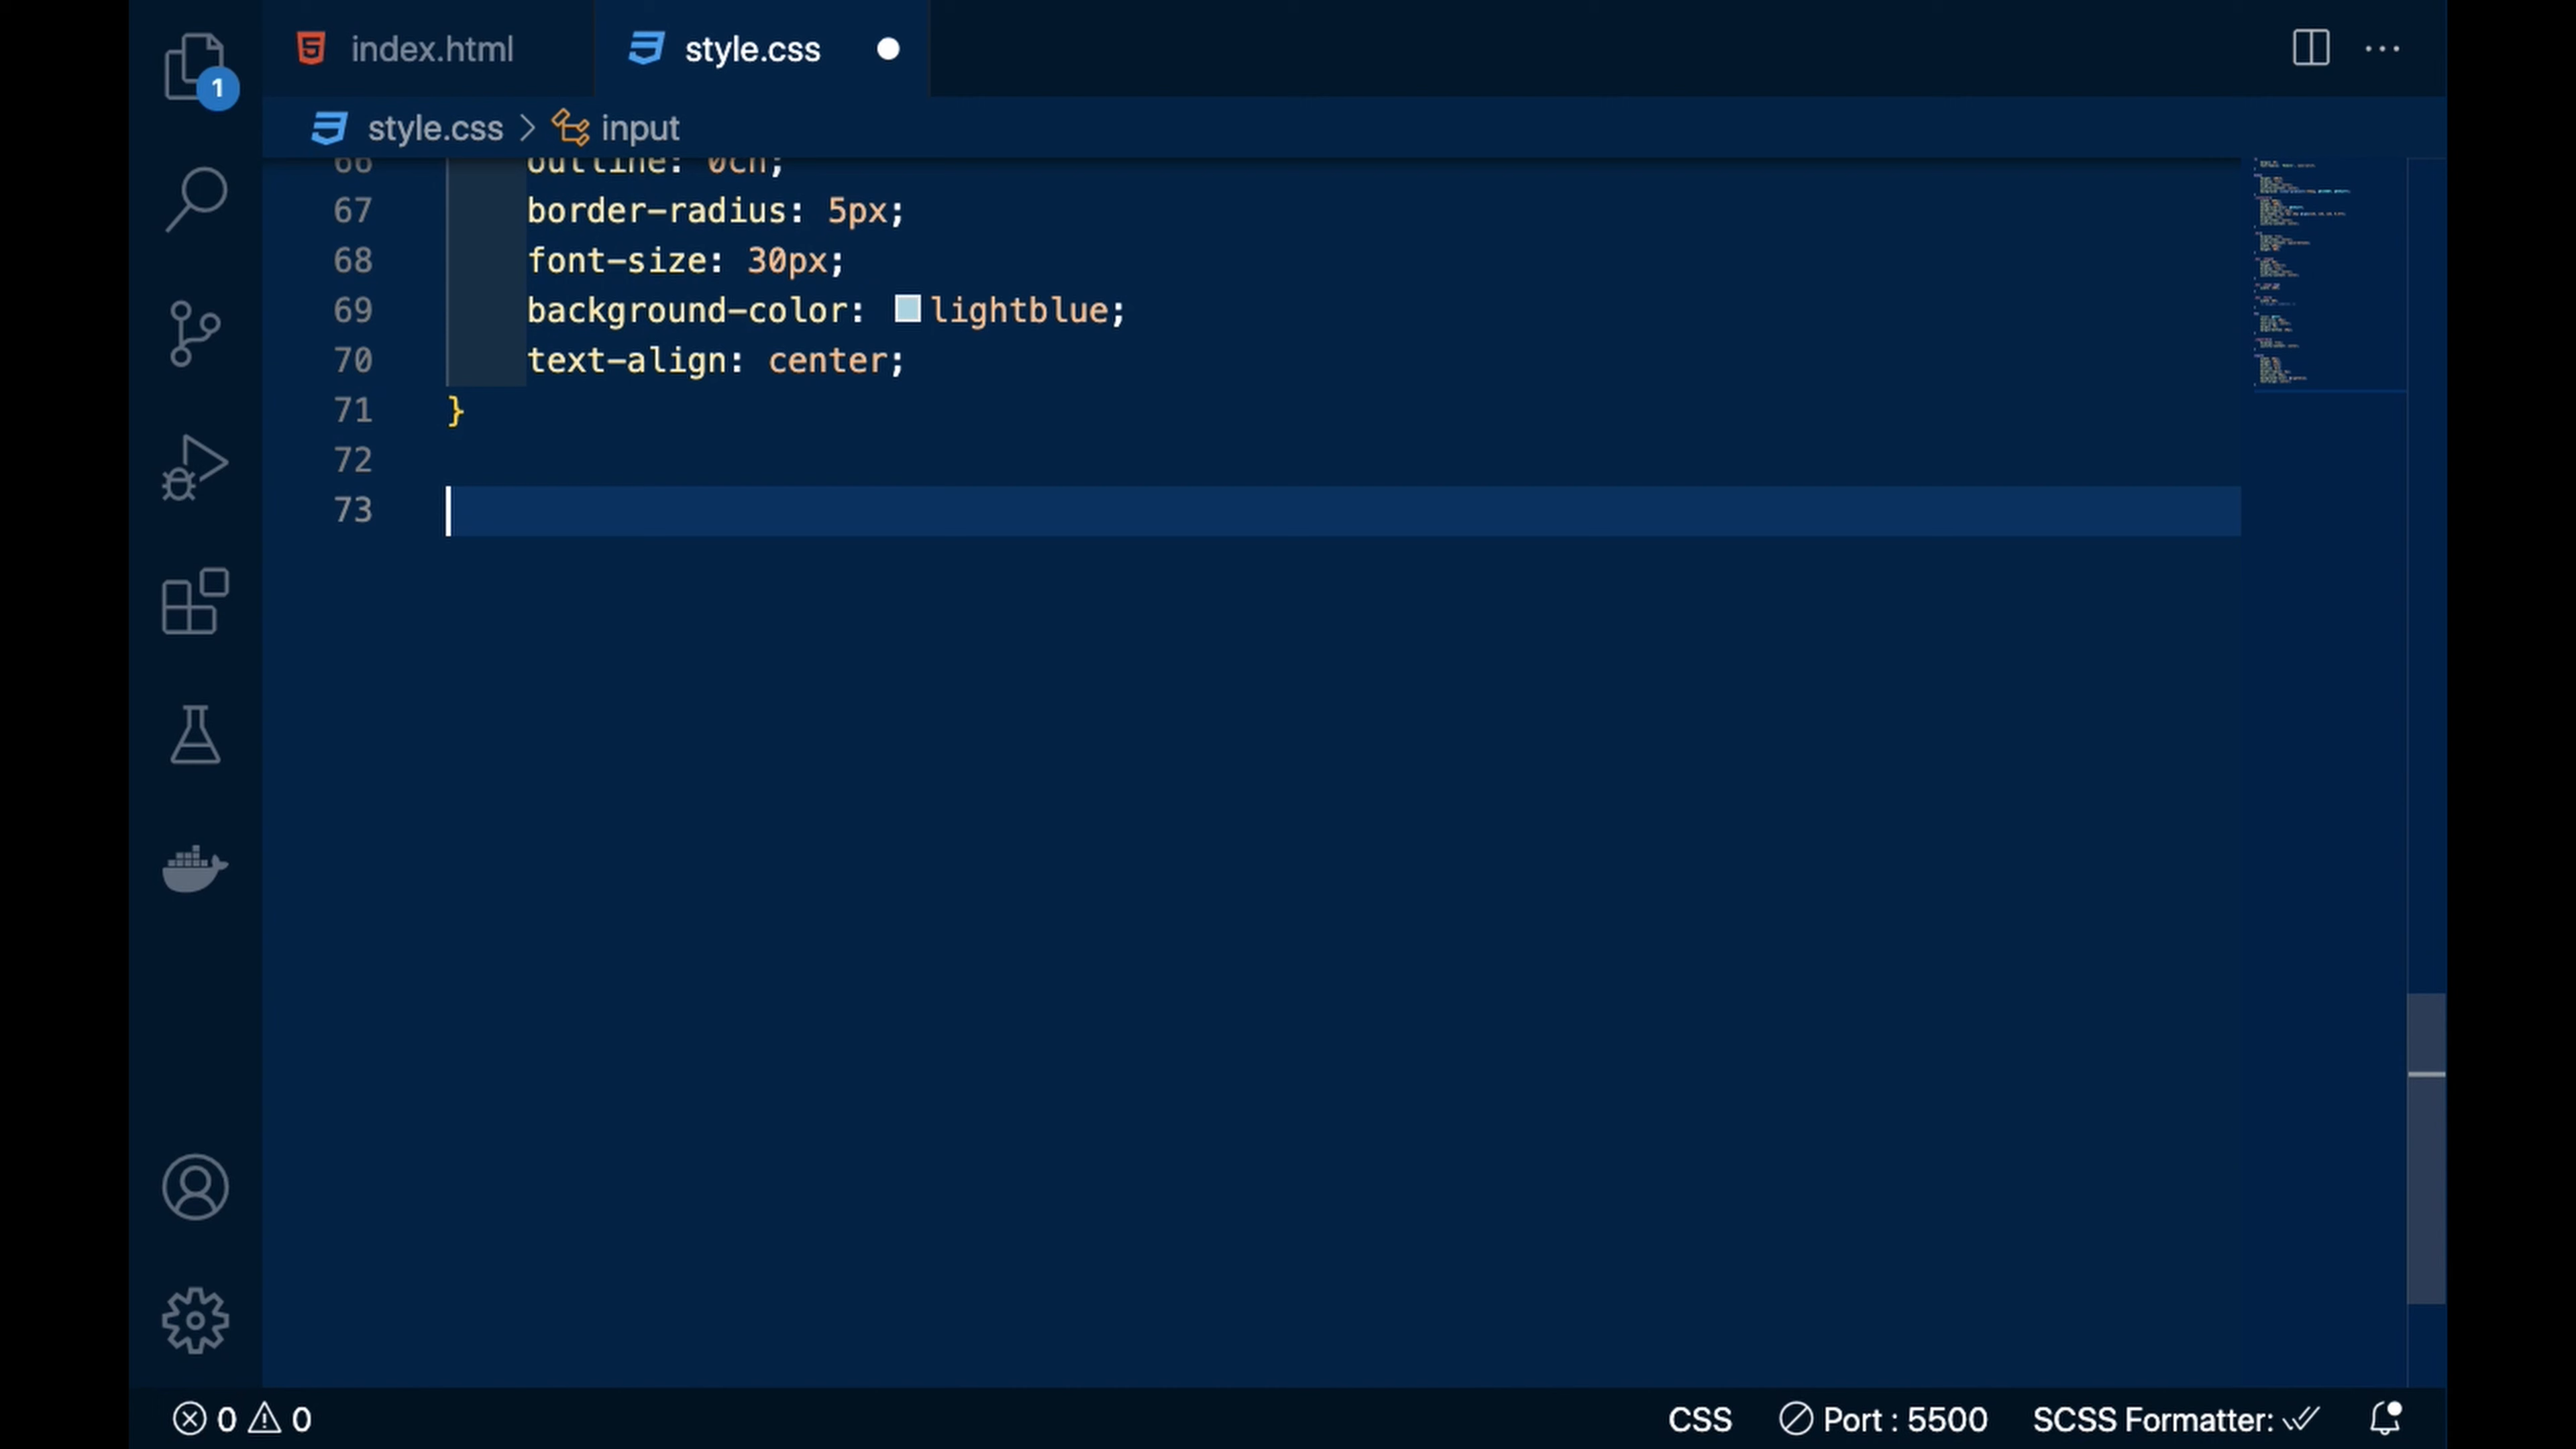 1
index.html
style.css
style.css > input
66 outline: 0ch;
67 border-radius: 5px;
68 font-size: 30px;
69 background-color: lightblue;
70 text-align: center;
71 }
72
73
0 0 CSS Port : 5500 SCSS Formatter: